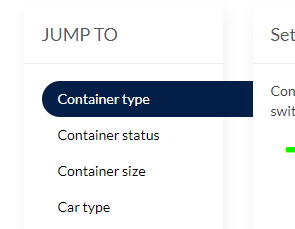 JUMP TO
Container type
Container status
Container size
Car type
Set
Con
swit